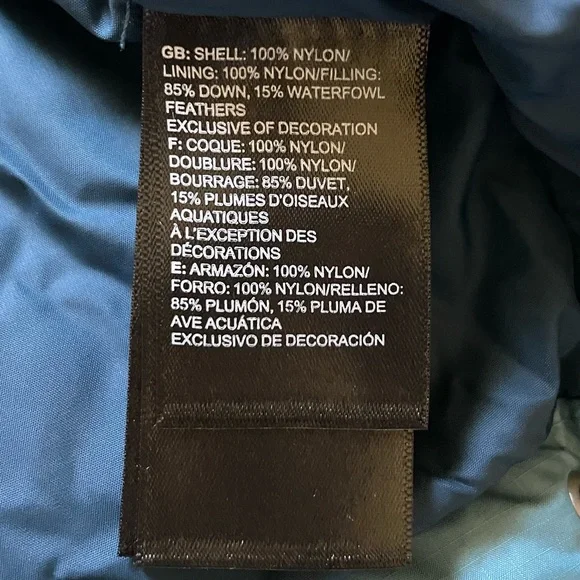 GB: SHELL: 100% NYLON/
LINING: 100% NYLON/FILLING:
85% DOWN, 15% WATERFOWL
FEATHERS
EXCLUSIVE OF DECORATION
F: COQUE: 100% NYLON/
DOUBLURE: 100% NYLON/
BOURRAGE: 85% DUVET,
15% PLUMES D'OISEAUX
AQUATIQUES
À L'EXCEPTION DES
DÉCORATIONS
E: ARMAZÓN: 100% NYLON/
FORRO: 100% NYLON/RELLENO:
85% PLUMÓN, 15% PLUMA DE
AVE ACUÁTICA
EXCLUSIVO DE DECORACIÓN